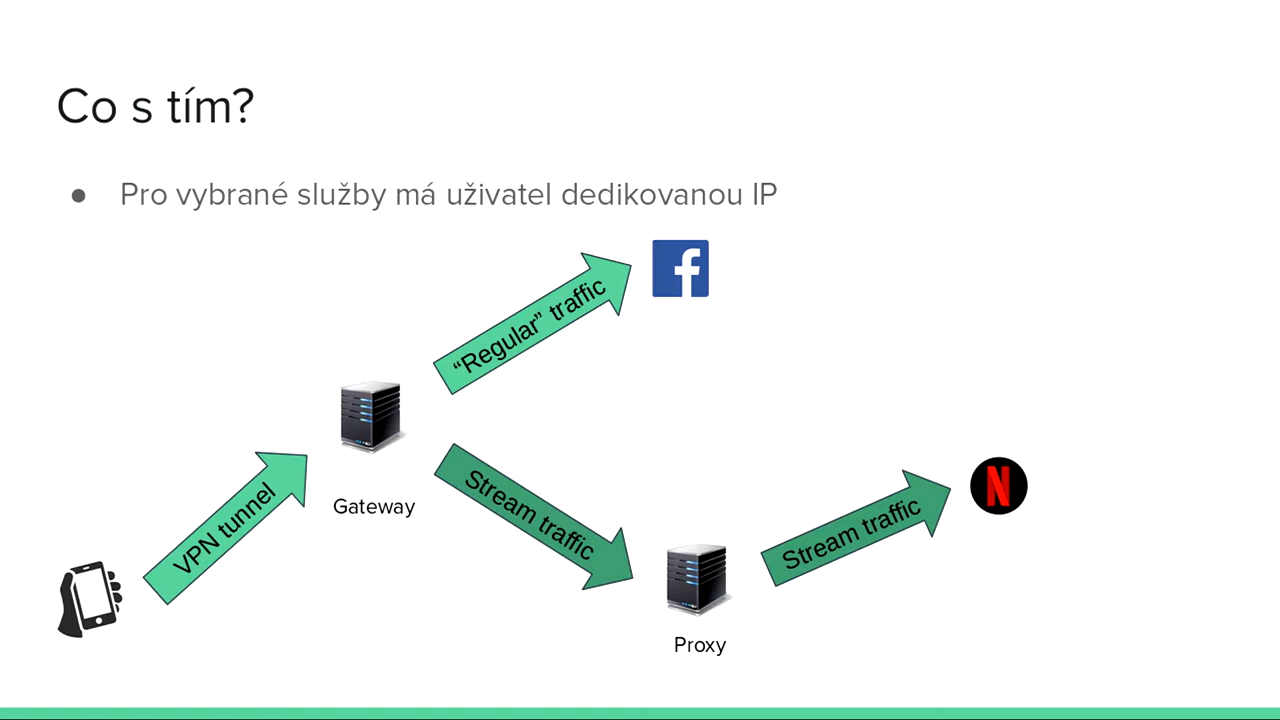 Co s tím?
● Pro vybrané služby má uživatel dedikovanou IP
“Regular” traffic
Gateway
VPN tunnel
Stream traffic
Stream traffic
N
Proxy